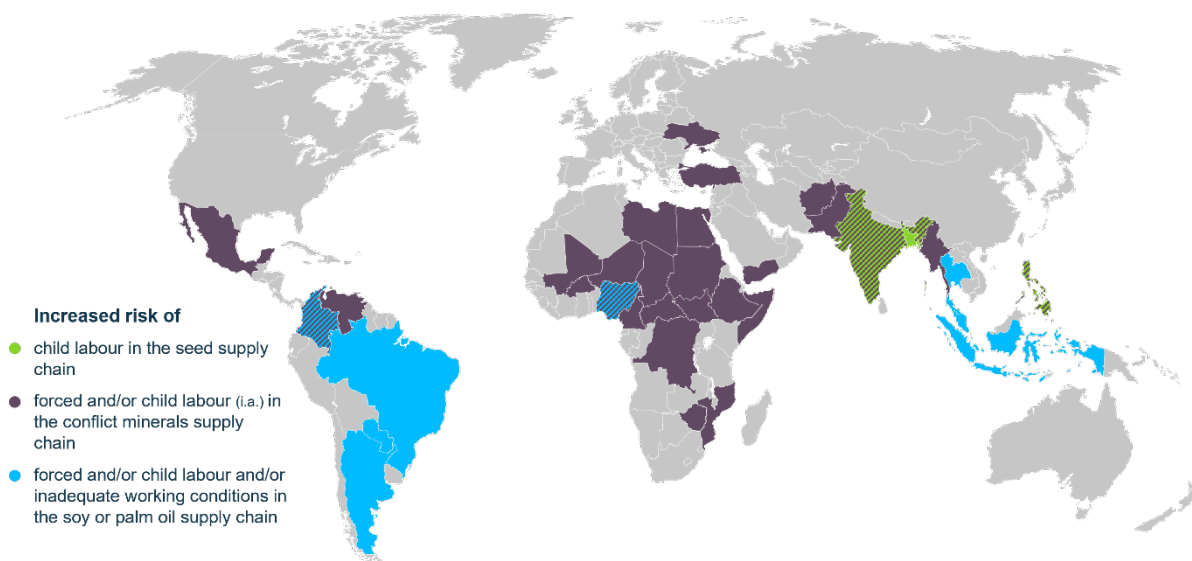 Increased risk of
child labour in the seed supply
chain
forced and/or child labour (i.a.) in
the conflict minerals supply
chain
forced and/or child labour and/or
inadequate working conditions in
the soy or palm oil supply chain